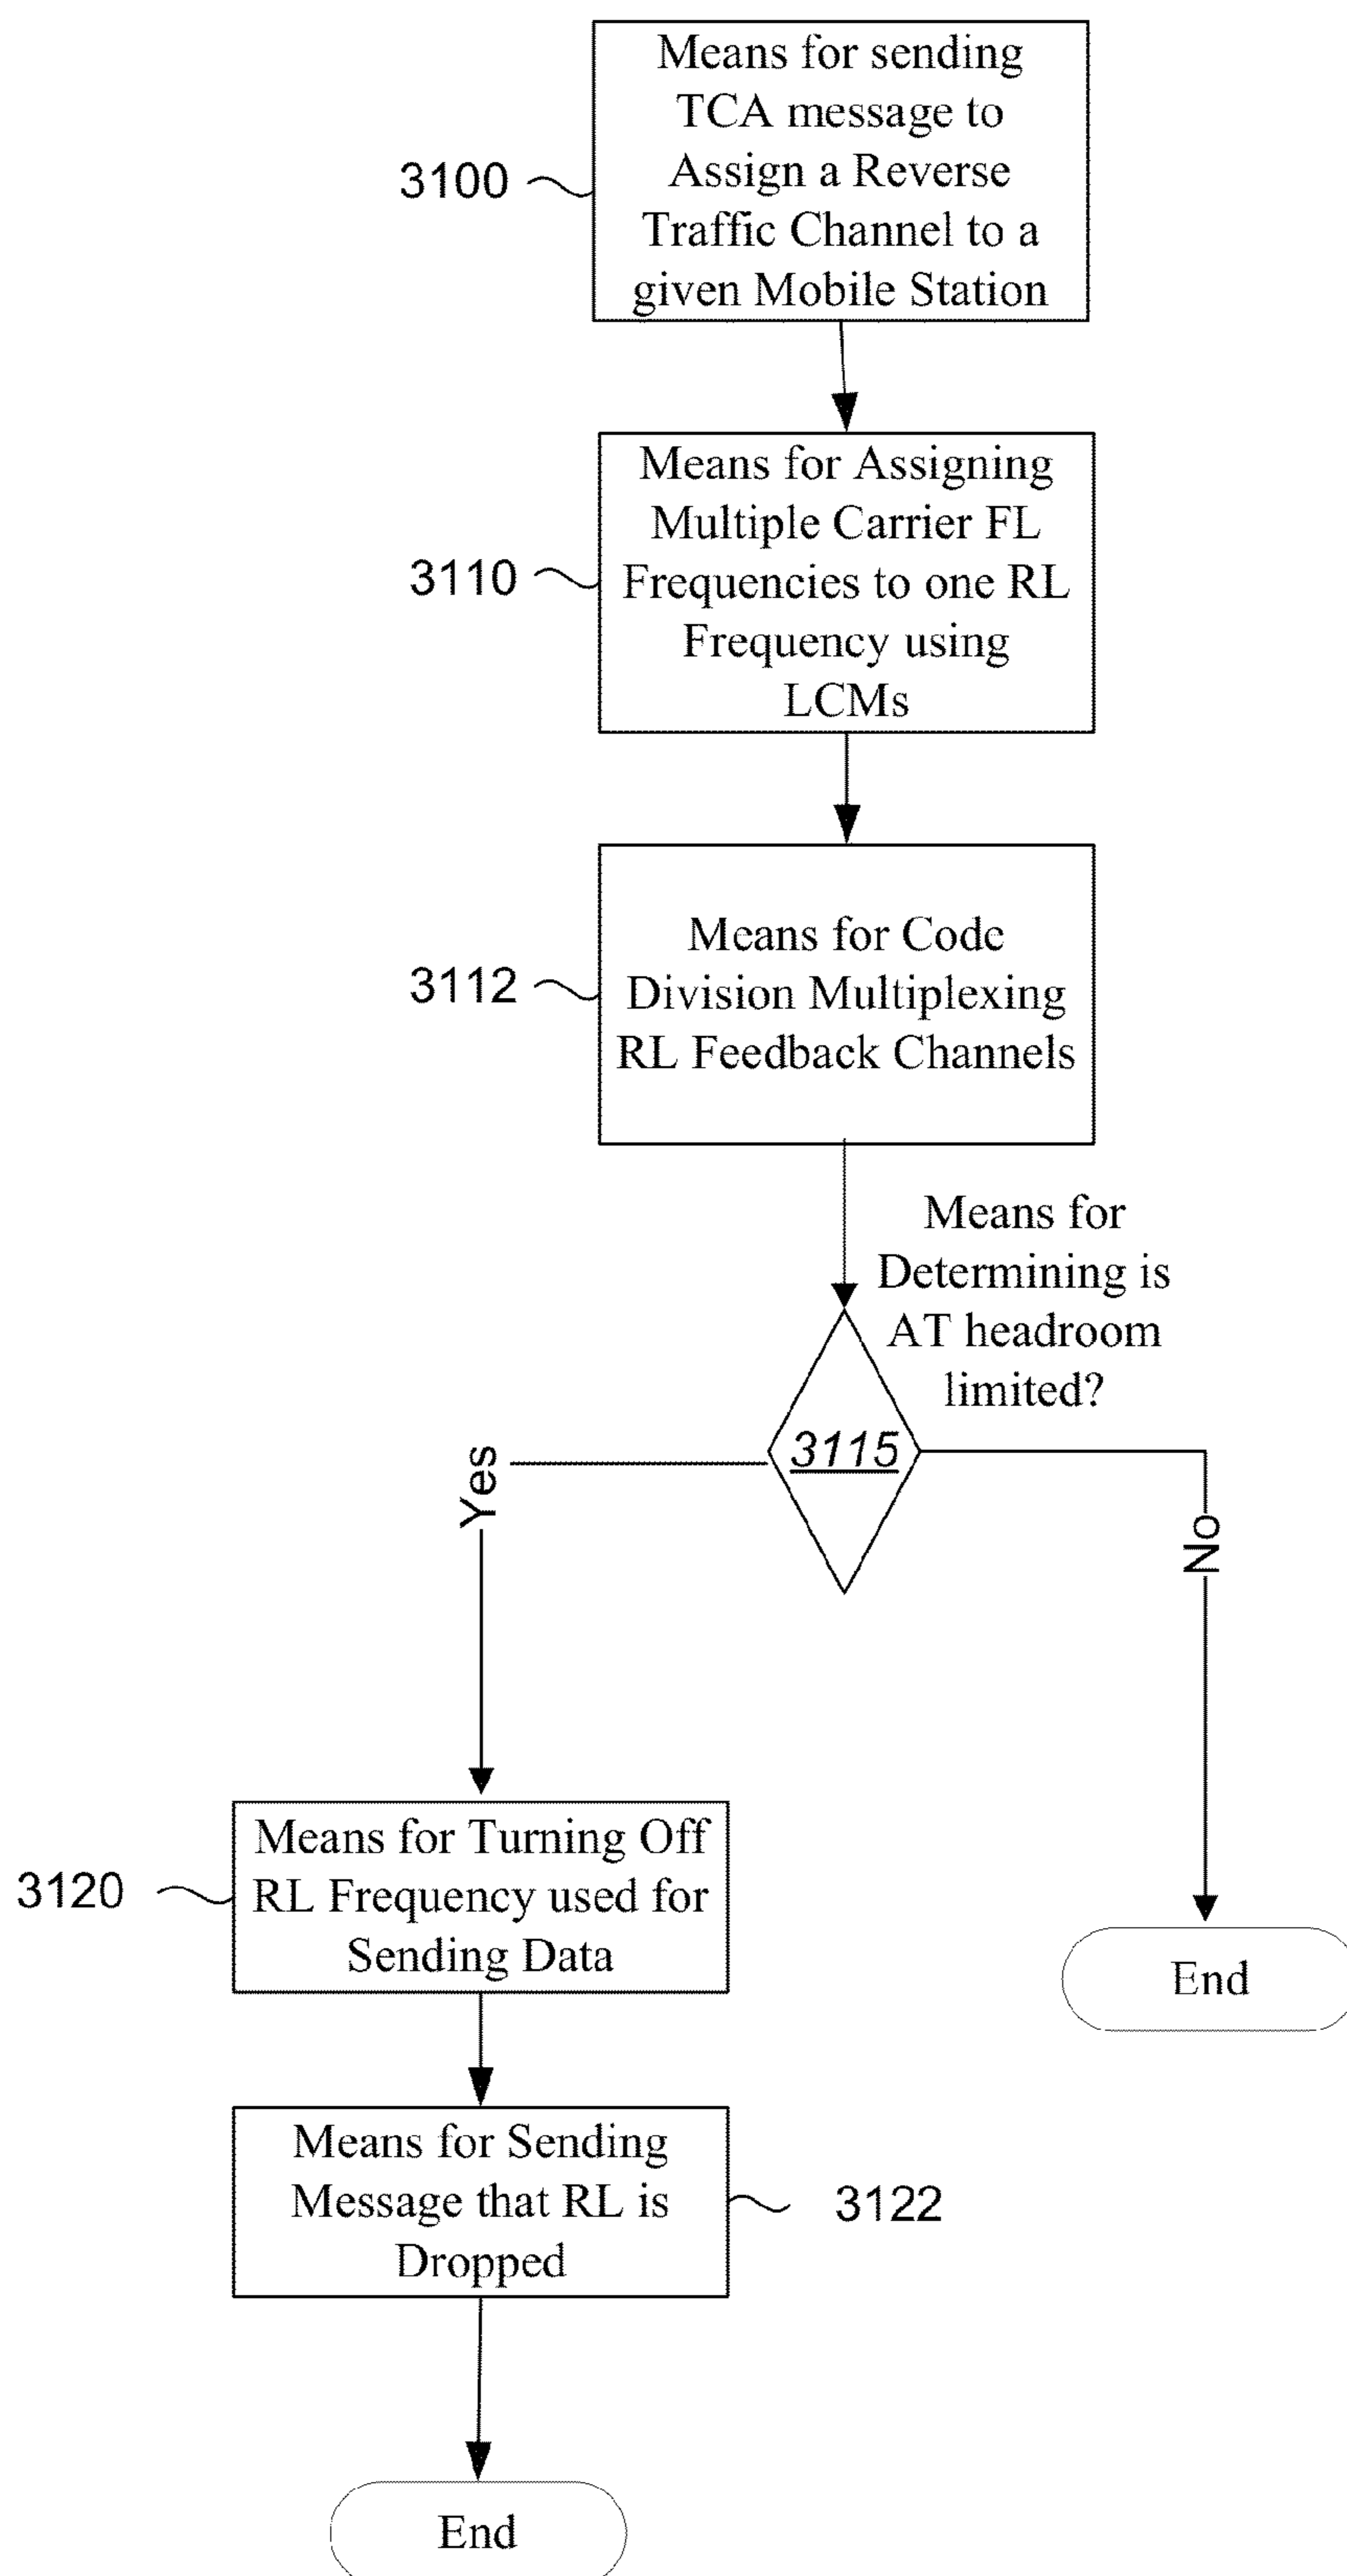 Means for sending
TCA message to
Assign a Reverse
Traffic Channel to a
given Mobile Station
3100
Means for Assigning
Multiple Carrier FL
Frequencies to one RL
Frequency using
LCMs
3110
Means for Code
Division Multiplexing
RL Feedback Channels
3112
Means for
Determining is
AT headroom
limited?
3115
Yes
No
Means for Turning Off
RL Frequency used for
Sending Data
3120
End
Means for Sending
Message that RL is
Dropped
3122
End